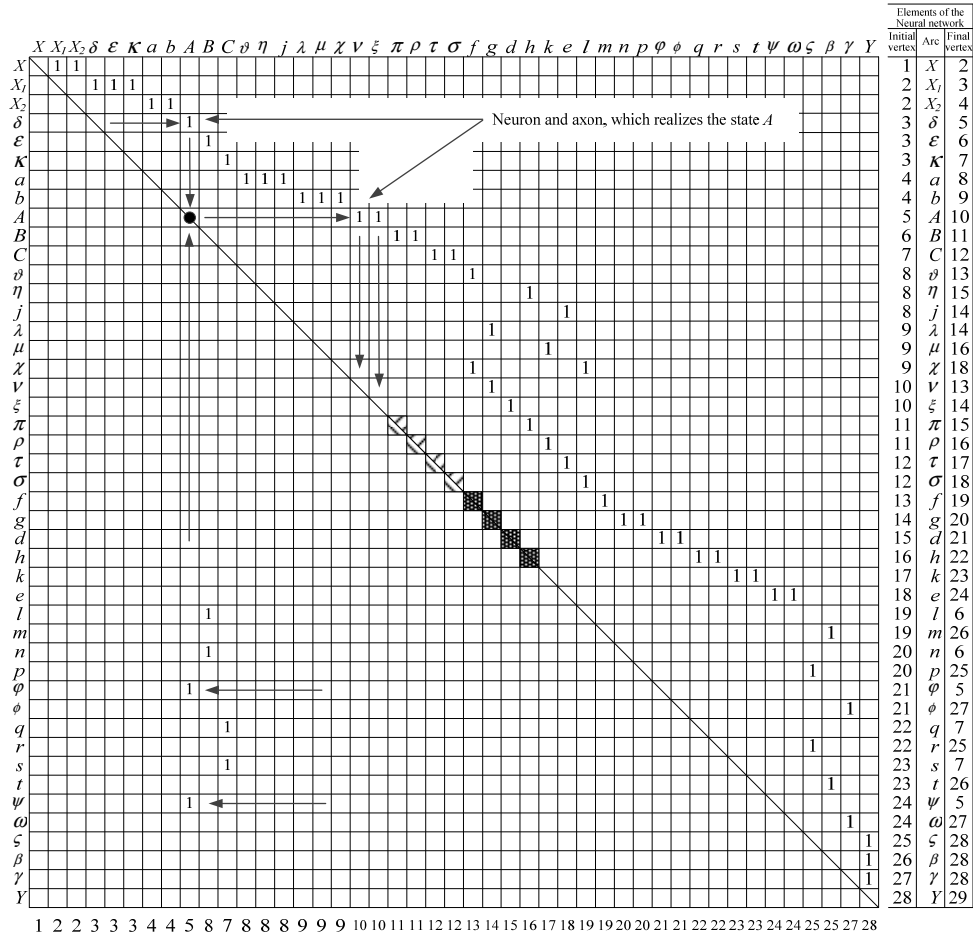 Elements of the
Neural network
Initial vertex Arc Final vertex
X X₁ X₂ δ ε κ a b A B C ϑ η j λ μ χ ν ξ π ρ τ σ f g d h k e l m n p φ ϕ q r s t ψ ω ς β γ Y
X 1 1 1 X 2
X₁ 1 1 1 2 X₁ 3
X₂ 1 1 2 X₂ 4
δ 1 Neuron and axon, which realizes the state A 3 δ 5
ε 1 3 ε 6
κ 1 3 κ 7
a 1 1 1 4 a 8
b 1 1 1 4 b 9
A 1 1 5 A 10
B 1 1 6 B 11
C 1 1 7 C 12
ϑ 1 8 ϑ 13
η 1 8 η 15
j 1 8 j 14
λ 1 9 λ 14
μ 1 9 μ 16
χ 1 1 9 χ 18
ν 1 10 ν 13
ξ 1 10 ξ 14
π 1 11 π 15
ρ 1 11 ρ 16
τ 1 12 τ 17
σ 1 12 σ 18
f 1 13 f 19
g 1 1 14 g 20
d 1 1 15 d 21
h 1 1 16 h 22
k 1 1 17 k 23
e 1 1 18 e 24
l 1 19 l 6
m 1 19 m 26
n 1 20 n 6
p 1 20 p 25
φ 1 21 φ 5
ϕ 1 21 ϕ 27
q 1 22 q 7
r 1 22 r 25
s 1 23 s 7
t 1 23 t 26
ψ 1 24 ψ 5
ω 1 24 ω 27
ς 1 25 ς 28
β 1 26 β 28
γ 1 27 γ 28
Y 28 Y 29
1 2 2 3 3 3 4 4 5 6 7 8 8 8 9 9 9 10 10 11 11 12 12 13 14 15 16 17 18 19 19 20 20 21 21 22 22 23 23 24 24 25 26 27 28